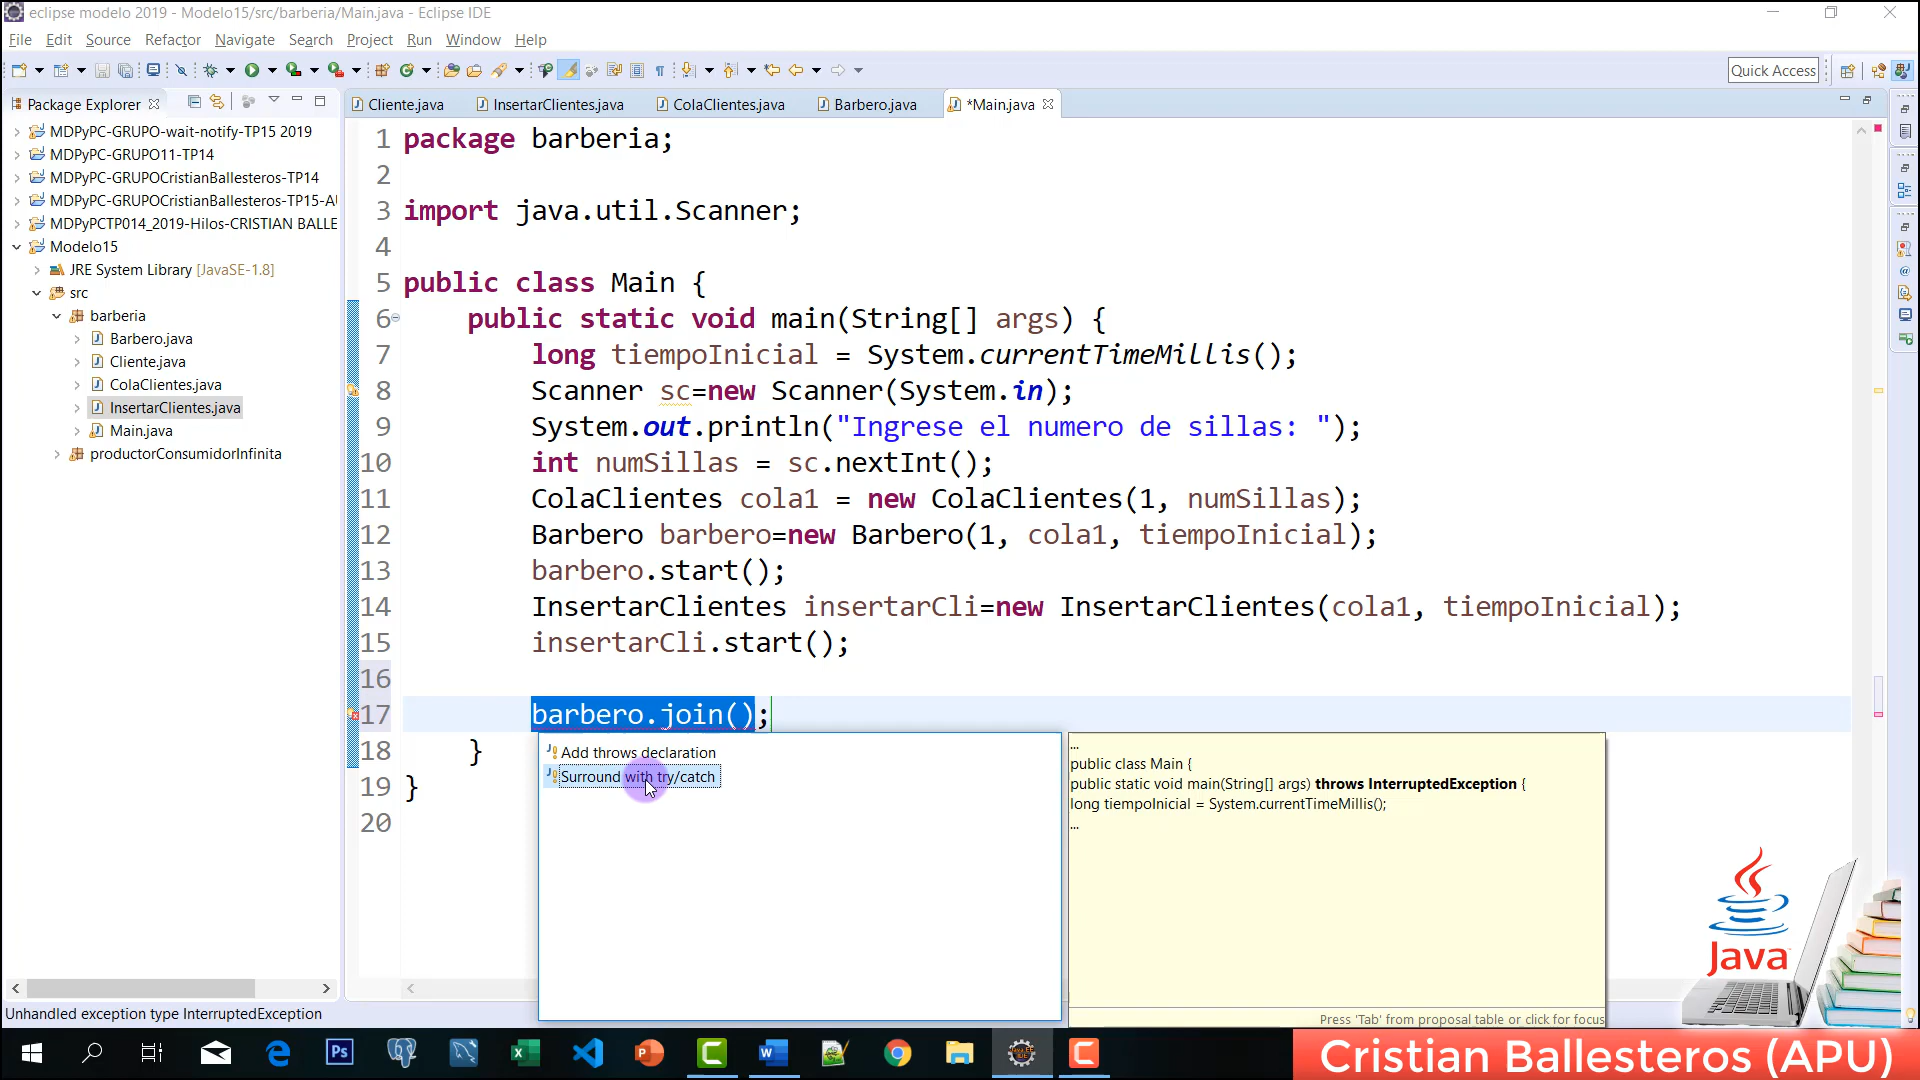 eclipse modelo 2019 - Modelo15/src/barberia/Main.java - Eclipse IDE
File Edit Source Refactor Navigate Search Project Run Window Help
Quick Access
Package Explorer
Cliente.java InsertarClientes.java ColaClientes.java Barbero.java *Main.java
MDPyPC-GRUPO-wait-notify-TP15 2019
MDPyPC-GRUPO11-TP14
MDPyPC-GRUPOCristianBallesteros-TP14
MDPyPC-GRUPOCristianBallesteros-TP15-AU
MDPyPCTP014_2019-Hilos-CRISTIAN BALLE
Modelo15
JRE System Library [JavaSE-1.8]
src
barberia
Barbero.java
Cliente.java
ColaClientes.java
InsertarClientes.java
Main.java
productorConsumidorInfinita
1 package barberia;
2
3 import java.util.Scanner;
4
5 public class Main {
6 public static void main(String[] args) {
7 long tiempoInicial = System.currentTimeMillis();
8 Scanner sc=new Scanner(System.in);
9 System.out.println("Ingrese el numero de sillas: ");
10 int numSillas = sc.nextInt();
11 ColaClientes cola1 = new ColaClientes(1, numSillas);
12 Barbero barbero=new Barbero(1, cola1, tiempoInicial);
13 barbero.start();
14 InsertarClientes insertarCli=new InsertarClientes(cola1, tiempoInicial);
15 insertarCli.start();
16
17 barbero.join();
18 }
19 }
20
Add throws declaration
Surround with try/catch
...
public class Main {
public static void main(String[] args) throws InterruptedException {
long tiempoInicial = System.currentTimeMillis();
...
Press 'Tab' from proposal table or click for focus
Java
Unhandled exception type InterruptedException
Cristian Ballesteros (APU)